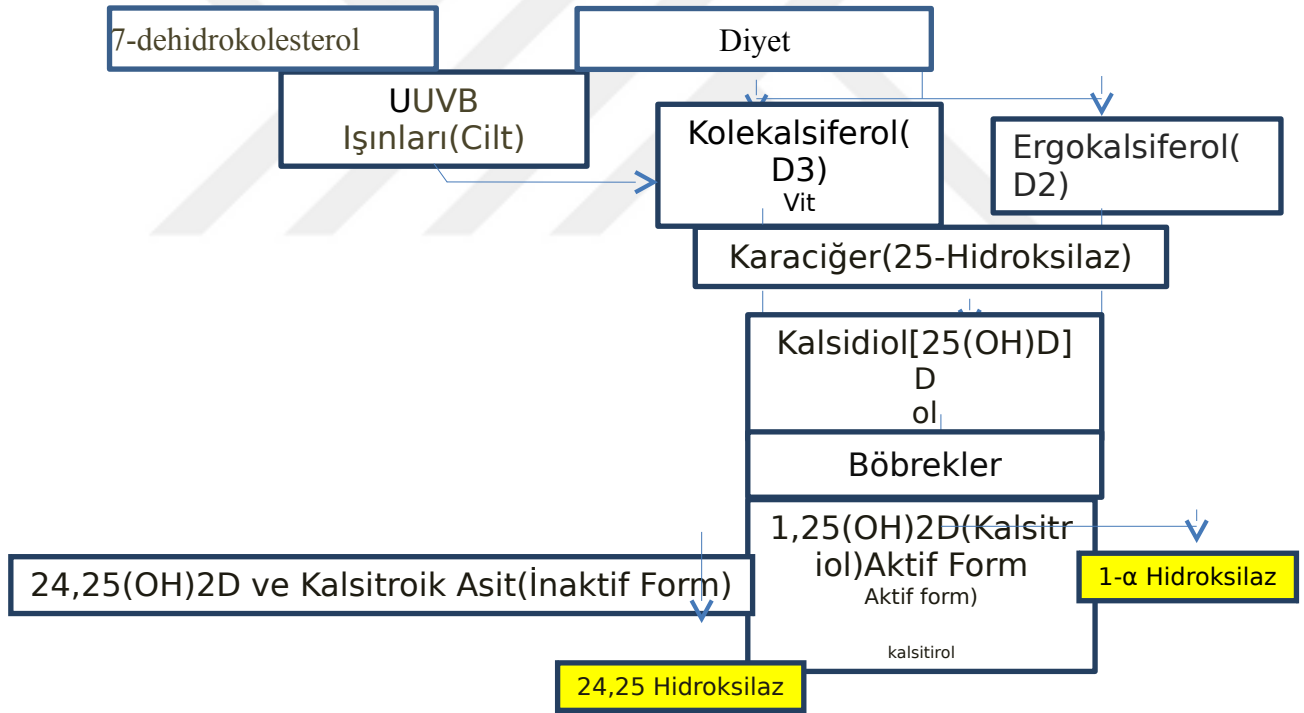 7-dehidrokolesterol
Diyet
UUVB
Işınları(Cilt)
Kolekalsiferol(
D3)
Vit
Ergokalsiferol(
D2)
Karaciğer(25-Hidroksilaz)
Kalsidiol[25(OH)D]
D
ol
Böbrekler
1,25(OH)2D(Kalsitr
iol)Aktif Form
Aktif form)
kalsitirol
24,25(OH)2D ve Kalsitroik Asit(İnaktif Form)
1-α Hidroksilaz
24,25 Hidroksilaz